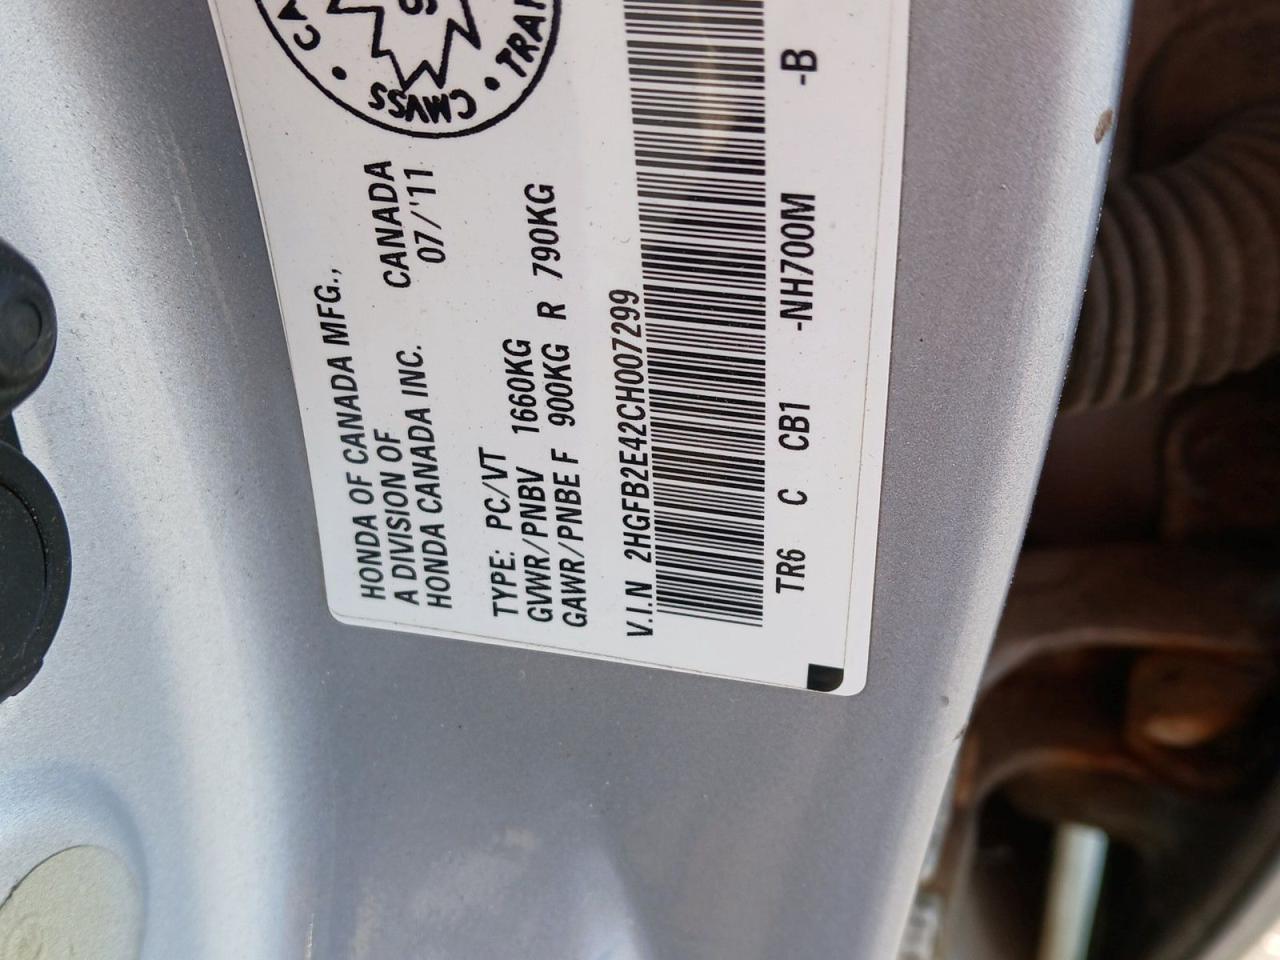 CMVSS
HONDA OF CANADA MFG.,
A DIVISION OF
HONDA CANADA INC.
CANADA
07/'11
TYPE: PC/VT
GVWR/PNBV 1660KG
GAWR/PNBE F 900KG R 790KG
V.I.N 2HGFB2E42CH007299
TR6 C CB1 -NH700M -B